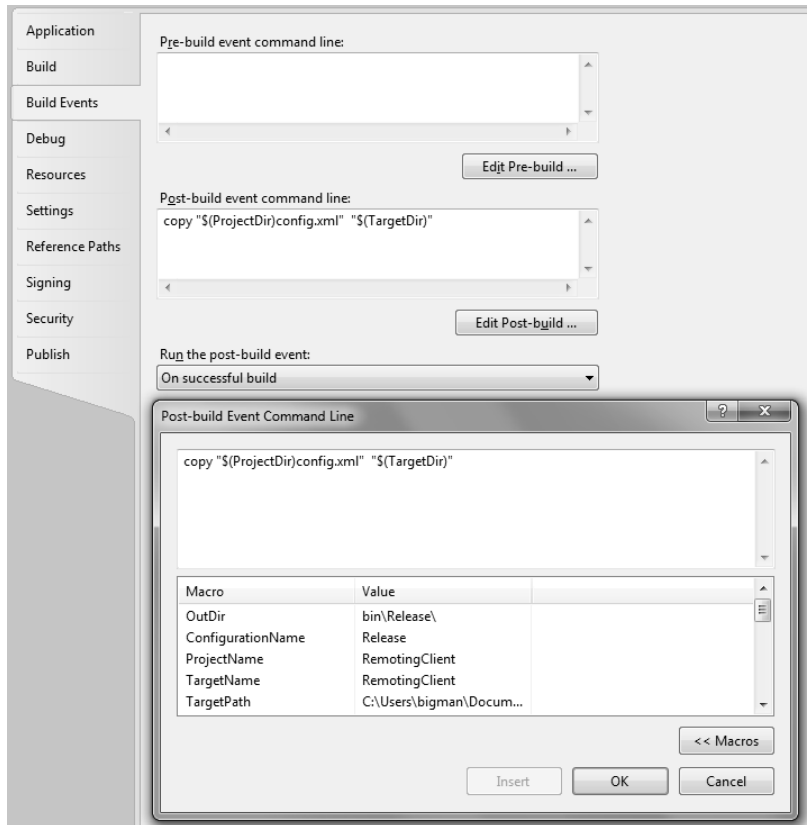 Application
Build
Build Events
Debug
Resources
Settings
Reference Paths
Signing
Security
Publish
Pre-build event command line:
Edit Pre-build ...
Post-build event command line:
copy "$(ProjectDir)config.xml"  "$(TargetDir)"
Edit Post-build ...
Run the post-build event:
On successful build
Post-build Event Command Line
? X
copy "$(ProjectDir)config.xml"  "$(TargetDir)"
Macro Value
OutDir bin\Release\
ConfigurationName Release
ProjectName RemotingClient
TargetName RemotingClient
TargetPath C:\Users\bigman\Docum...
<< Macros
Insert OK Cancel